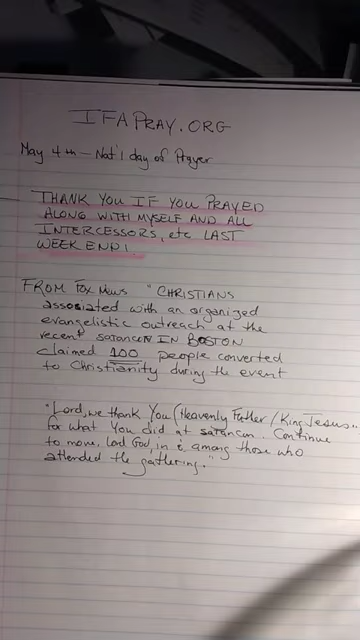 IFAPRAY.ORG
May 4th - Nat'l day of Prayer
THANK YOU IF YOU PRAYED
ALONG WITH MYSELF AND ALL
INTERCESSORS, etc LAST
WEEK END!
FROM FOX NEWS "CHRISTIANS
associated with an organized
evangelistic outreach at the
recent satancon IN BOSTON
claimed 100 people converted
to Christianity during the event
"Lord, we thank You (Heavenly Father / King Jesus..
for what You did at satancon. Continue
to move, Lord God, in & among those who
attended the gathering."